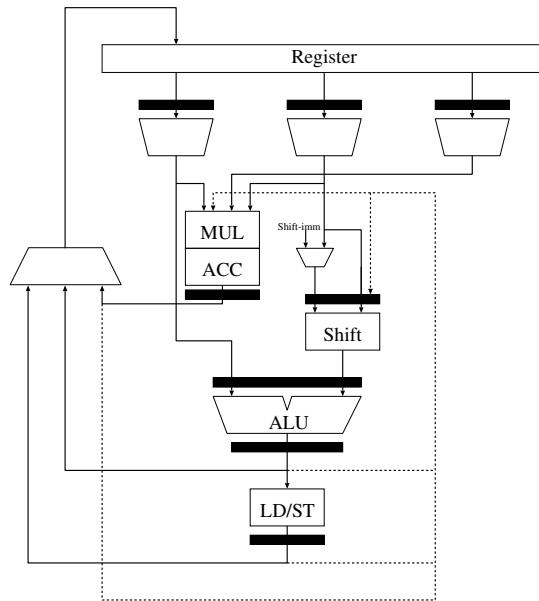 Register
MUL
Shift-imm
ACC
Shift
ALU
LD/ST